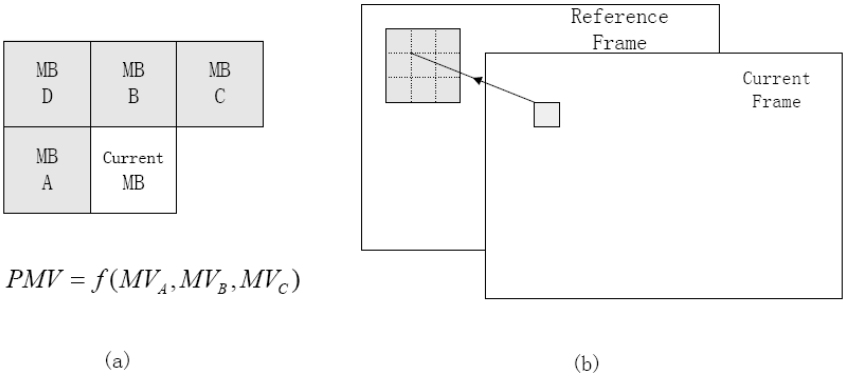 MB
D
MB
B
MB
C
MB
A
Current
MB
PMV = f(MV_A, MV_B, MV_C)
(a)
Reference
Frame
Current
Frame
(b)